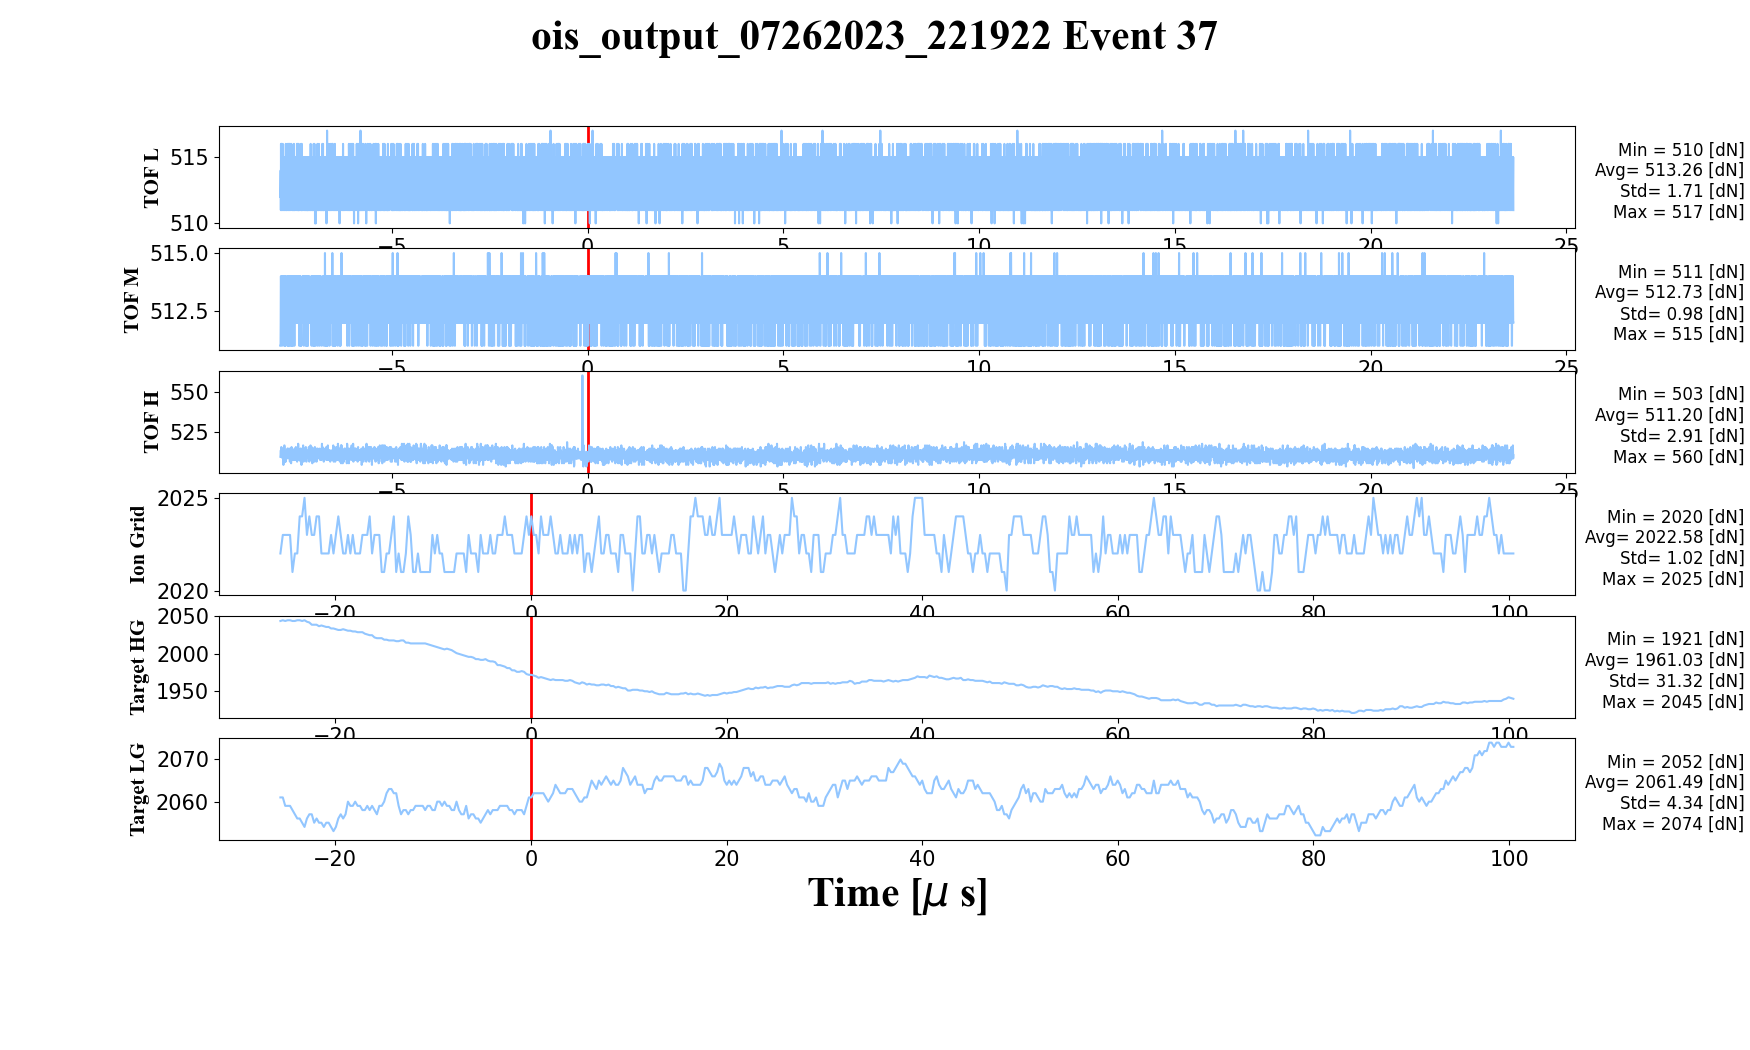 ois_output_07262023_221922 Event 37
TOF L
515
510
−5 0 5 10 15 20 25
Min = 510 [dN]
Avg= 513.26 [dN]
Std= 1.71 [dN]
Max = 517 [dN]
TOF M
515.0
512.5
−5 0 5 10 15 20 25
Min = 511 [dN]
Avg= 512.73 [dN]
Std= 0.98 [dN]
Max = 515 [dN]
TOF H
550
525
−5 0 5 10 15 20 25
Min = 503 [dN]
Avg= 511.20 [dN]
Std= 2.91 [dN]
Max = 560 [dN]
Ion Grid
2025
2020
−20 0 20 40 60 80 100
Min = 2020 [dN]
Avg= 2022.58 [dN]
Std= 1.02 [dN]
Max = 2025 [dN]
Target HG
2050
2000
1950
−20 0 20 40 60 80 100
Min = 1921 [dN]
Avg= 1961.03 [dN]
Std= 31.32 [dN]
Max = 2045 [dN]
Target LG
2070
2060
−20 0 20 40 60 80 100
Min = 2052 [dN]
Avg= 2061.49 [dN]
Std= 4.34 [dN]
Max = 2074 [dN]
Time [μ s]